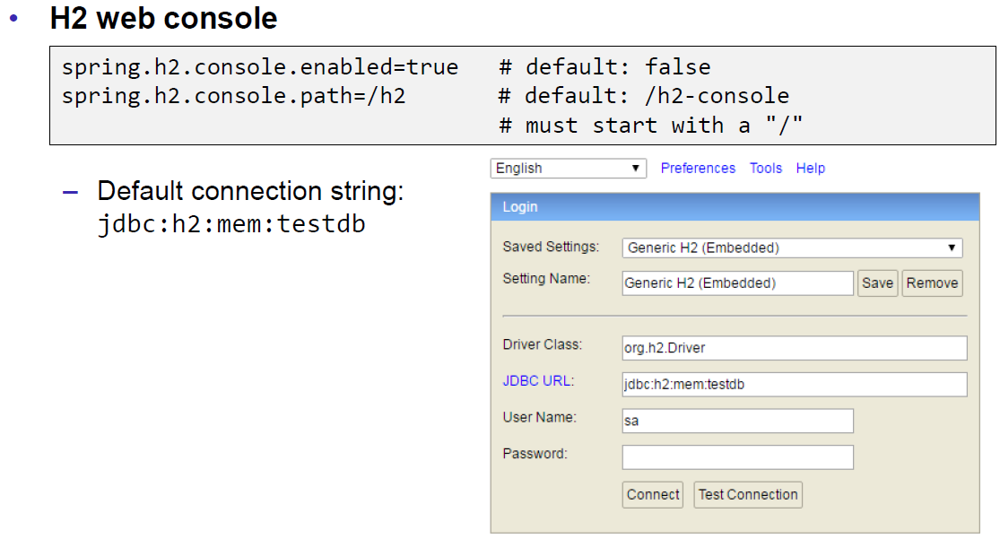 • H2 web console
spring.h2.console.enabled=true # default: false
spring.h2.console.path=/h2 # default: /h2-console
# must start with a "/"
– Default connection string:
jdbc:h2:mem:testdb
English Preferences Tools Help
Login
Saved Settings: Generic H2 (Embedded)
Setting Name: Generic H2 (Embedded) Save Remove
Driver Class: org.h2.Driver
JDBC URL: jdbc:h2:mem:testdb
User Name: sa
Password:
Connect Test Connection